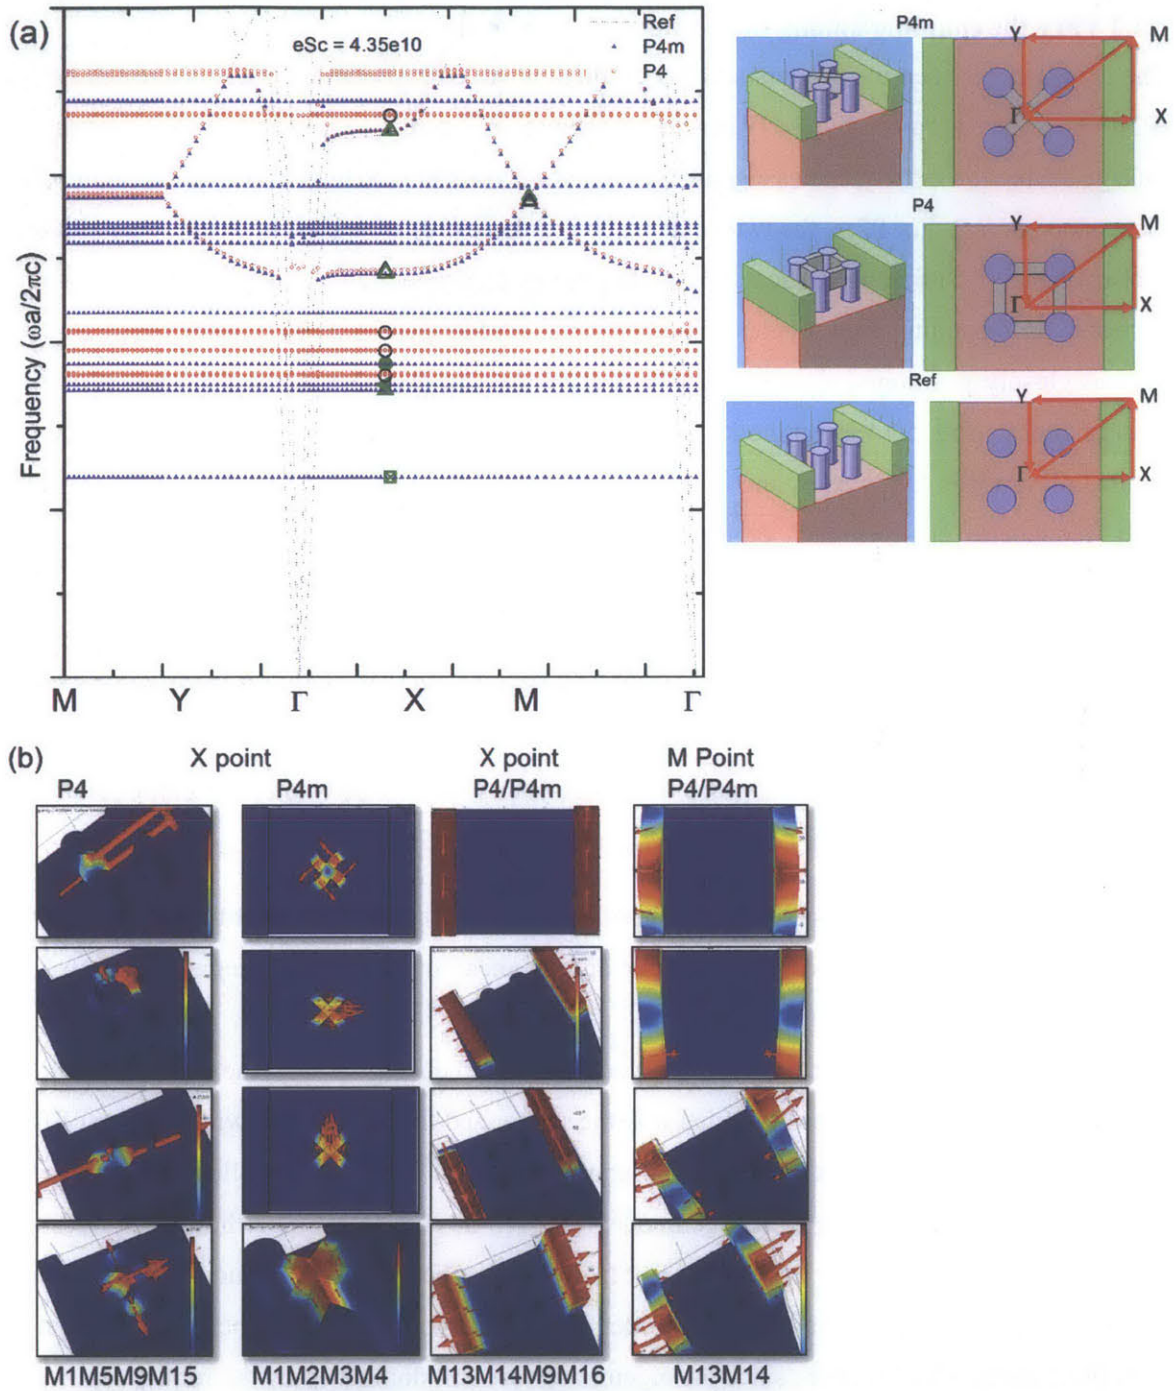 (a)
eSc = 4.35e10
Ref
P4m
P4
Frequency (ωa/2πc)
M Y Γ X M Γ
P4m
Y M
Γ X
P4
Y M
Γ X
Ref
Y M
Γ X
(b)
X point X point M Point
P4 P4m P4/P4m P4/P4m
M1M5M9M15 M1M2M3M4 M13M14M9M16 M13M14